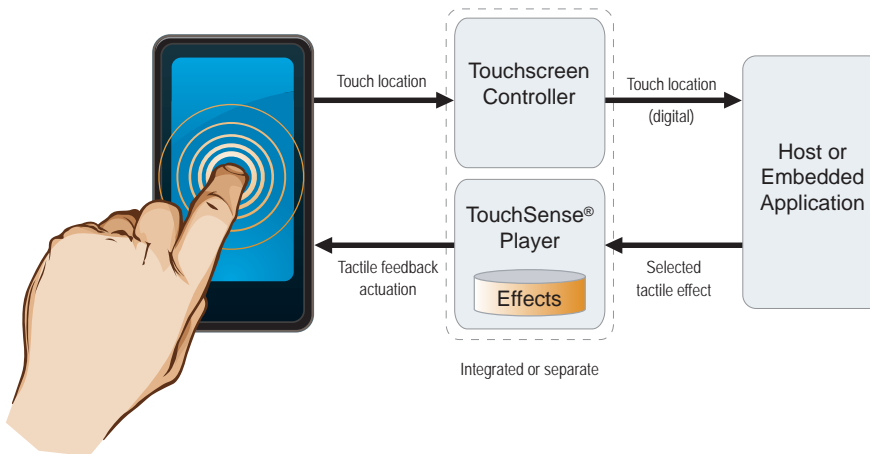 Touch location
Touchscreen
Controller
Touch location
(digital)
Host or
Embedded
Application
TouchSense®
Player
Effects
Tactile feedback
actuation
Selected
tactile effect
Integrated or separate